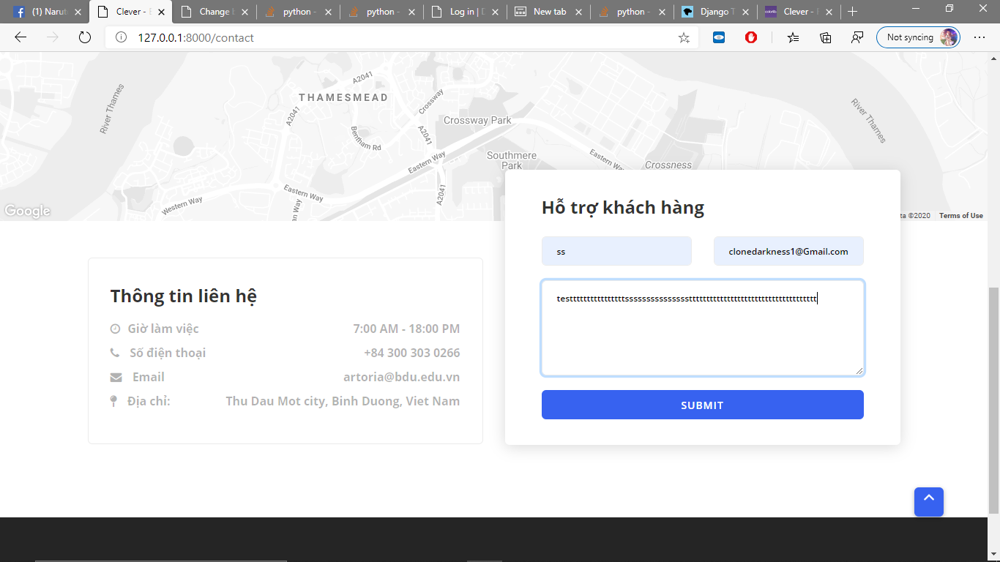 (1) Narut
Clever - E
Change
python -
python -
Log in | D
New tab
python -
Django T
Clever - F
127.0.0.1:8000/contact
Not syncing
THAMESMEAD
A2041
A2041
Crossway
A2041
Bentham Rd
Crossway Park
Southmere
Park
Eastern Way
Eastern Way
Crossness
River Thames
River Thames
Eastern Way
Western Way
an Way
A2041
Google
ta ©2020
Terms of Use
Hỗ trợ khách hàng
ss
clonedarkness1@Gmail.com
SUBMIT
Thông tin liên hệ
Giờ làm việc 7:00 AM - 18:00 PM
Số điện thoại +84 300 303 0266
Email artoria@bdu.edu.vn
Địa chỉ: Thu Dau Mot city, Binh Duong, Viet Nam